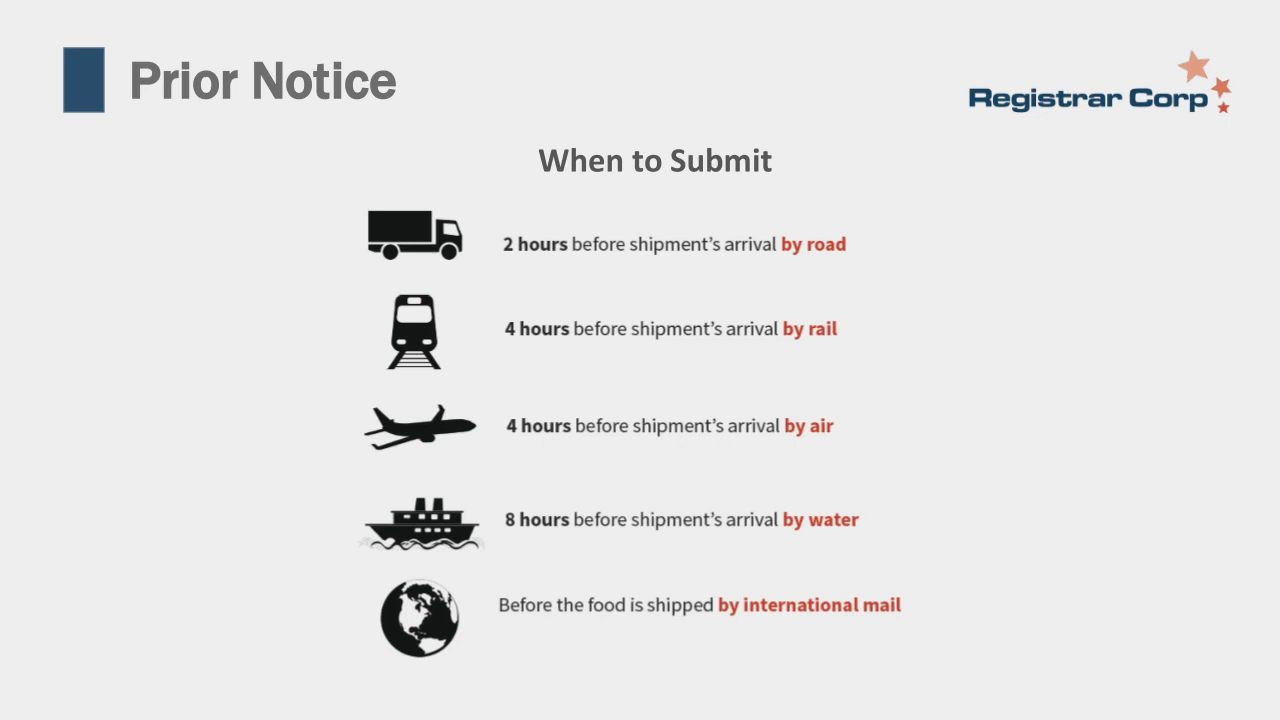 Prior Notice
Registrar Corp
When to Submit
2 hours before shipment’s arrival by road
4 hours before shipment’s arrival by rail
4 hours before shipment’s arrival by air
8 hours before shipment’s arrival by water
Before the food is shipped by international mail